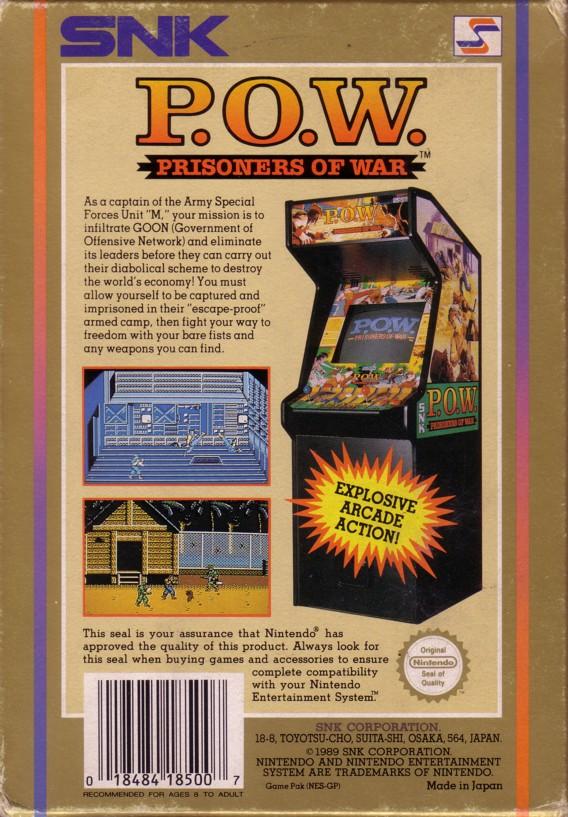 SNK
P.O.W.
PRISONERS OF WAR™
As a captain of the Army Special
Forces Unit "M," your mission is to
infiltrate GOON (Government of
Offensive Network) and eliminate
its leaders before they can carry out
their diabolical scheme to destroy
the world's economy! You must
allow yourself to be captured and
imprisoned in their "escape-proof"
armed camp, then fight your way to
freedom with your bare fists and
any weapons you can find.
P.O.W.
P.O.W.
PRISONERS OF WAR
P.O.W.
SNK
P.O.W.
PRISONERS OF WAR
EXPLOSIVE
ARCADE
ACTION!
This seal is your assurance that Nintendo® has
approved the quality of this product. Always look for
this seal when buying games and accessories to ensure
complete compatibility
with your Nintendo
Entertainment System.™
Original
Nintendo
Seal of
Quality
TM
0 18484 18500 7
RECOMMENDED FOR AGES 8 TO ADULT
SNK CORPORATION.
18-8, TOYOTSU-CHO, SUITA-SHI, OSAKA, 564, JAPAN.
©1989 SNK CORPORATION.
NINTENDO AND NINTENDO ENTERTAINMENT
SYSTEM ARE TRADEMARKS OF NINTENDO.
Game Pak (NES-GP)
Made in Japan